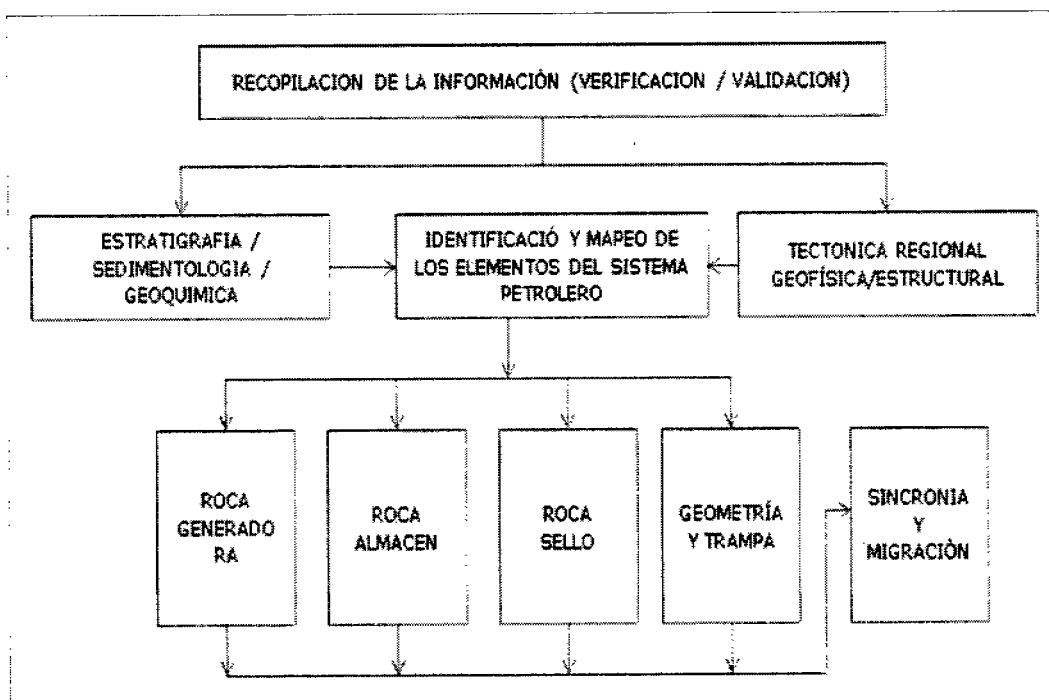 RECOPILACION DE LA INFORMACIÒN (VERIFICACION / VALIDACION)
ESTRATIGRAFIA /
SEDIMENTOLOGIA /
GEOQUIMICA
IDENTIFICACIÓ Y MAPEO DE
LOS ELEMENTOS DEL SISTEMA
PETROLERO
TECTONICA REGIONAL
GEOFÍSICA/ESTRUCTURAL
ROCA
GENERADO
RA
ROCA
ALMACEN
ROCA
SELLO
GEOMETRÍA
Y TRAMPA
SINCRONIA
Y
MIGRACIÒN